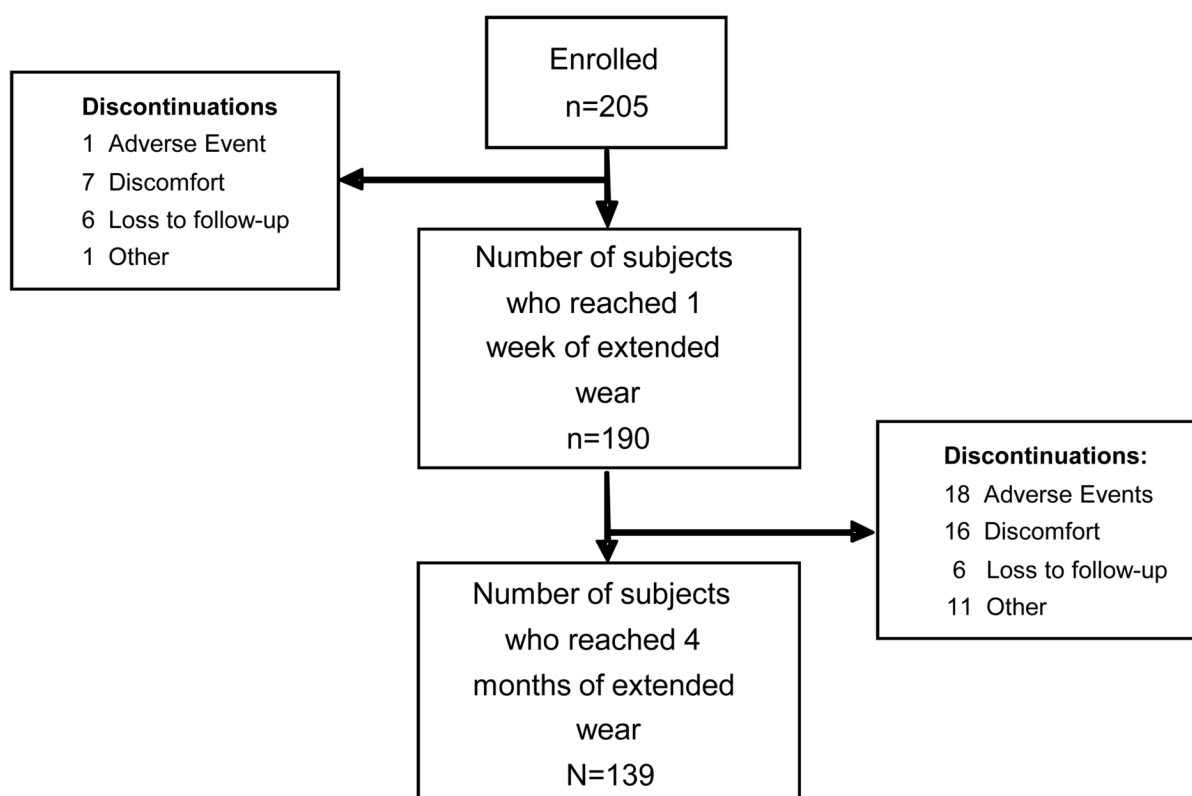 Enrolled
n=205
Discontinuations
1 Adverse Event
7 Discomfort
6 Loss to follow-up
1 Other
Number of subjects
who reached 1
week of extended
wear
n=190
Discontinuations:
18 Adverse Events
16 Discomfort
6 Loss to follow-up
11 Other
Number of subjects
who reached 4
months of extended
wear
N=139